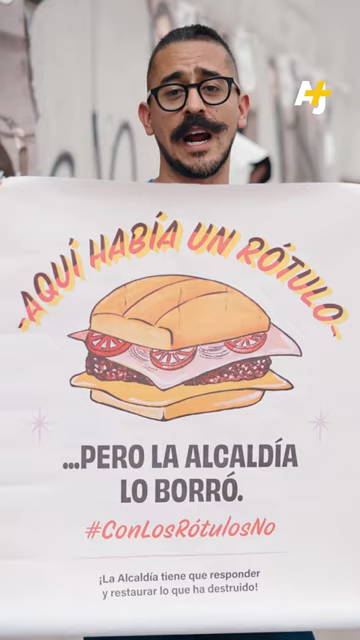 AJ+
-AQUÍ HABÍA UN RÓTULO-
...PERO LA ALCALDÍA
LO BORRÓ.
#ConLosRótulosNo
¡La Alcaldía tiene que responder
y restaurar lo que ha destruido!